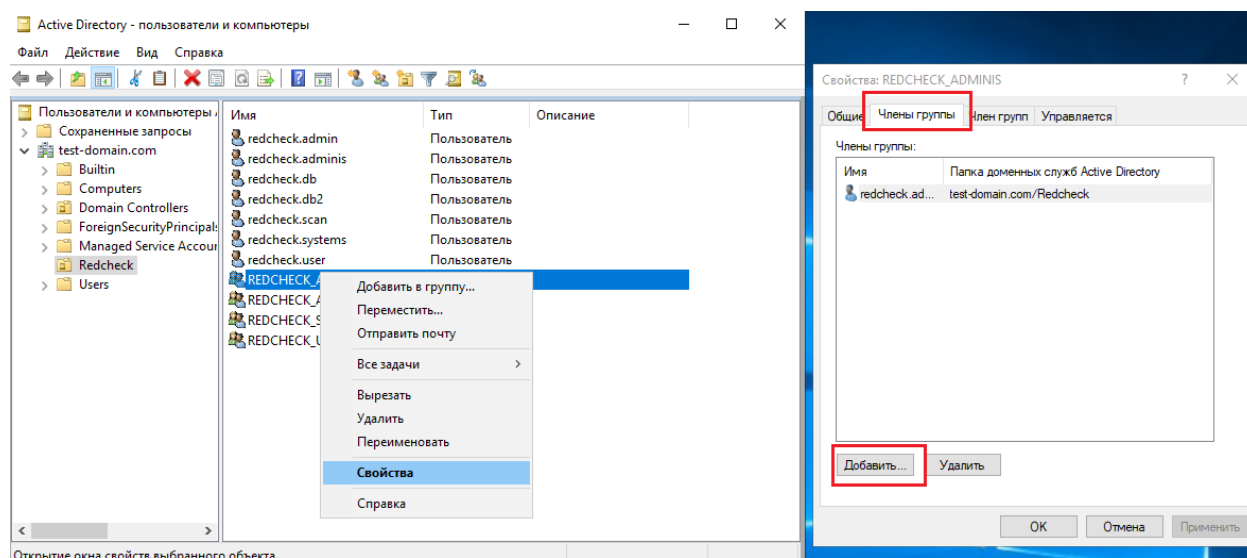 Active Directory - пользователи и компьютеры
Файл Действие Вид Справка
Пользователи и компьютеры
Сохраненные запросы
test-domain.com
Builtin
Computers
Domain Controllers
ForeignSecurityPrincipal
Managed Service Accour
Redcheck
Users
Имя Тип Описание
redcheck.admin Пользователь
redcheck.adminis Пользователь
redcheck.db Пользователь
redcheck.db2 Пользователь
redcheck.scan Пользователь
redcheck.systems Пользователь
redcheck.user Пользователь
REDCHECK_A
REDCHECK_A
REDCHECK_S
REDCHECK_U
Добавить в группу...
Переместить...
Отправить почту
Все задачи
Вырезать
Удалить
Переименовать
Свойства
Справка
Открытие окна свойств выбранного объекта
Свойства: REDCHECK_ADMINIS
Общие Члены группы Член групп Управляется
Члены группы:
Имя Папка доменных служб Active Directory
redcheck.ad... test-domain.com/Redcheck
Добавить... Удалить
OK Отмена Применить